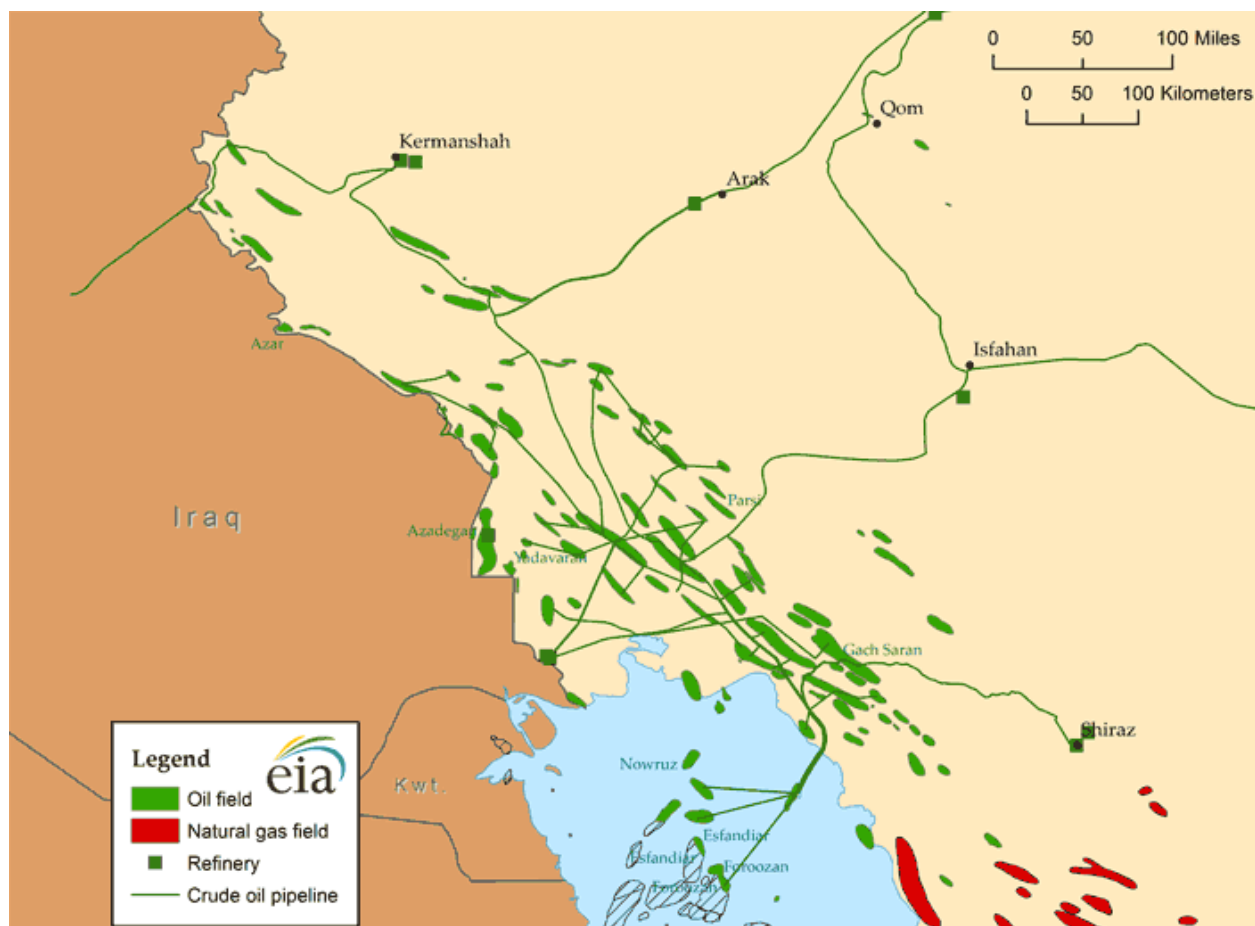 0 50 100 Miles
0 50 100 Kilometers
Qom
Kermanshah
Arak
Azar
Isfahan
Iraq
Parsi
Azadegan
Yadavaran
Gach Saran
Shiraz
Nowruz
Kwt.
Esfandiar
Esfandiar
Foroozan
Foroozan
Legend
eia
Oil field
Natural gas field
Refinery
Crude oil pipeline